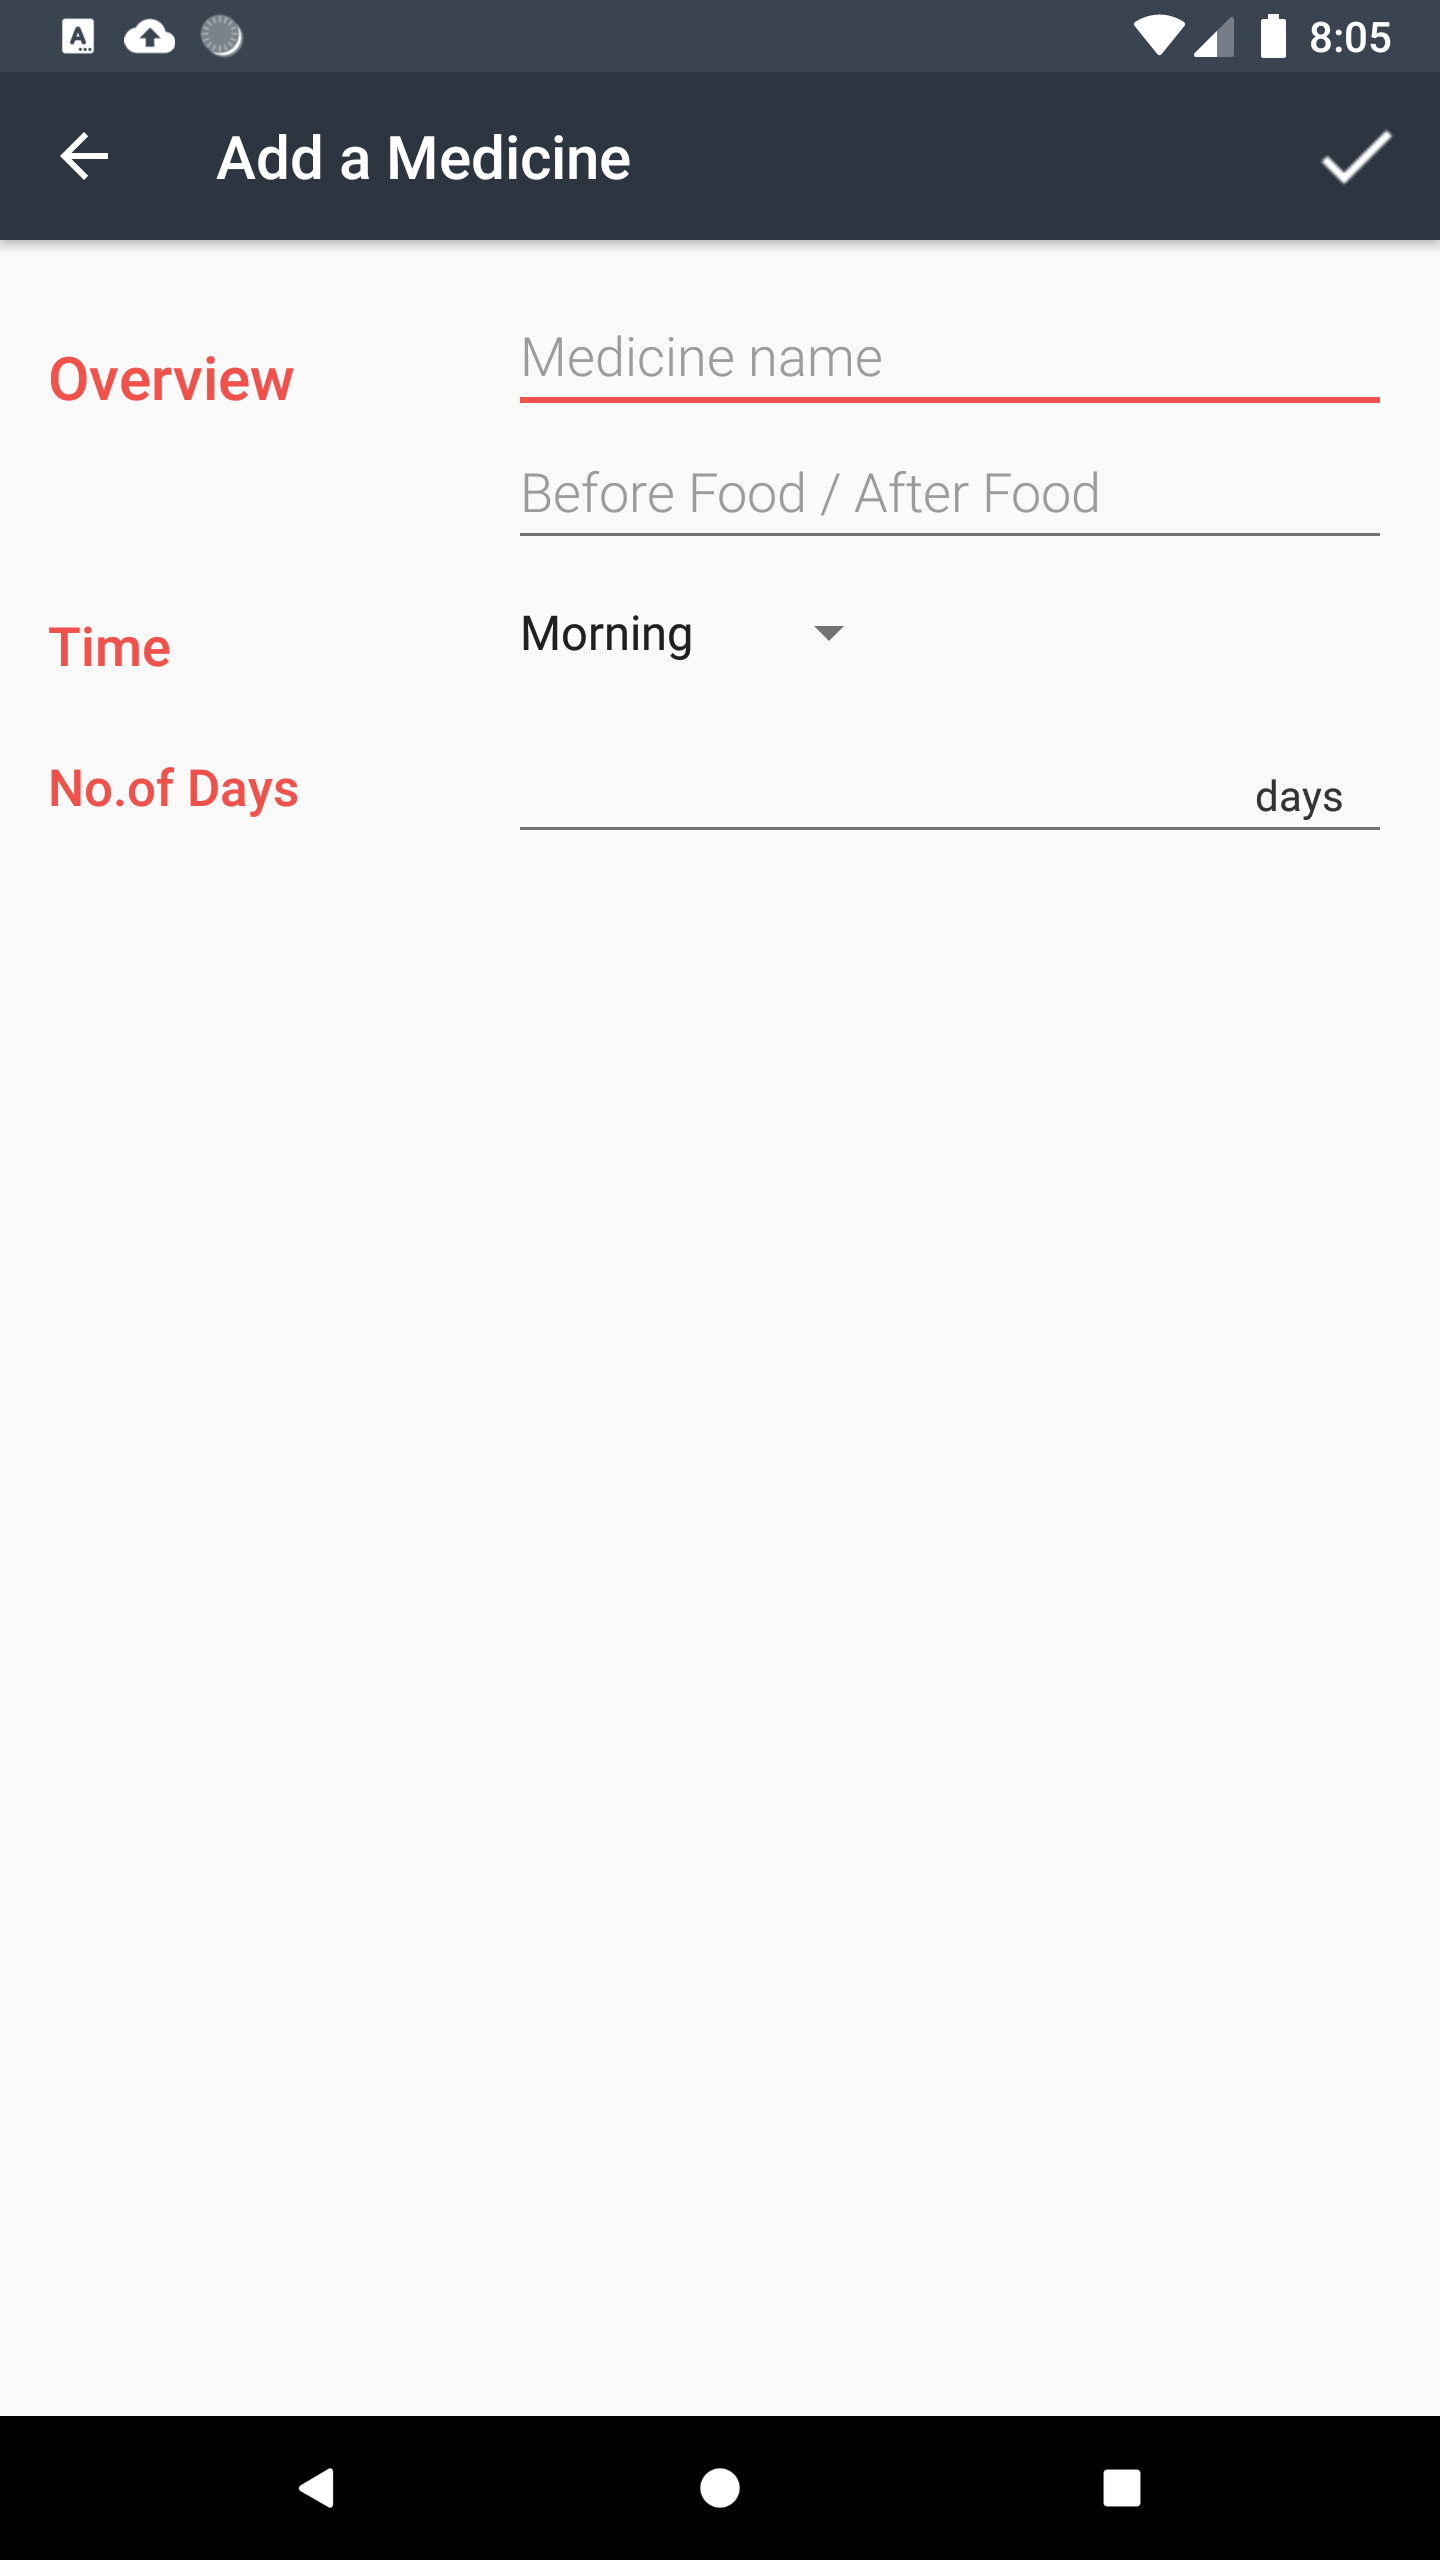 8:05
Add a Medicine
Overview
Medicine name
Before Food / After Food
Time
Morning
No.of Days
days